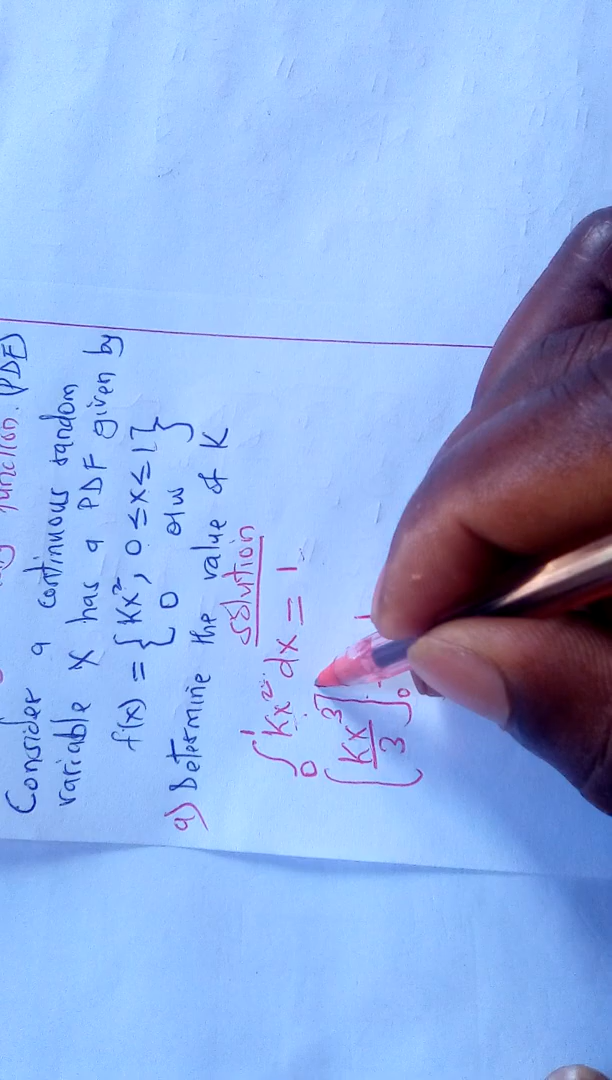 function. (PDF)
Consider a continuous random
variable X has a PDF given by
f(x) = { Kx², 0 ≤ x ≤ 1 }
0 o/w
a) Determine the value of K
solution
∫₀¹ Kx² dx = 1
[Kx³/3]₀